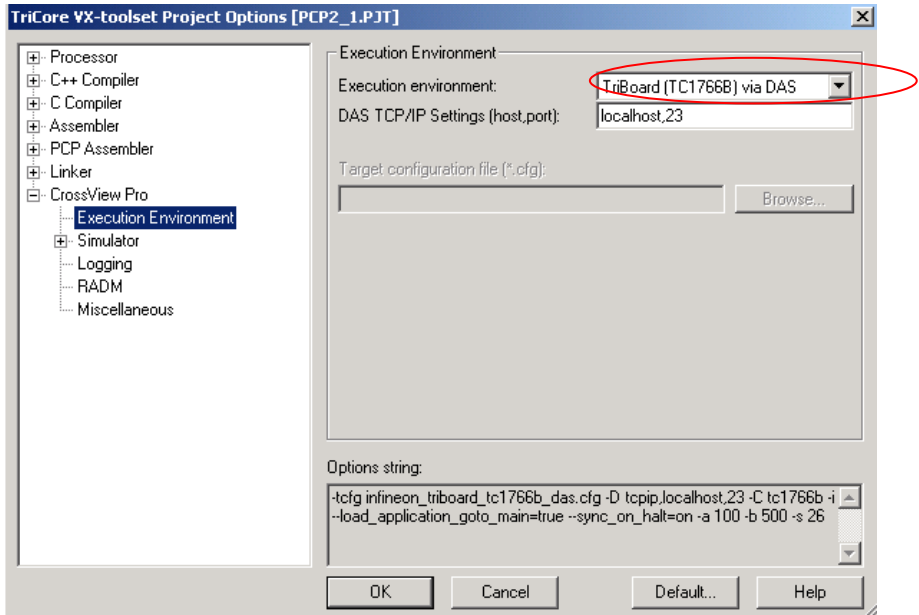 TriCore VX-toolset Project Options [PCP2_1.PJT]
Processor
C++ Compiler
C Compiler
Assembler
PCP Assembler
Linker
CrossView Pro
Execution Environment
Simulator
Logging
RADM
Miscellaneous
Execution Environment
Execution environment:
TriBoard (TC1766B) via DAS
DAS TCP/IP Settings (host,port):
localhost,23
Target configuration file (*.cfg):
Browse...
Options string:
-tcfg infineon_triboard_tc1766b_das.cfg -D tcpip,localhost,23 -C tc1766b -i
--load_application_goto_main=true --sync_on_halt=on -a 100 -b 500 -s 26
OK
Cancel
Default...
Help